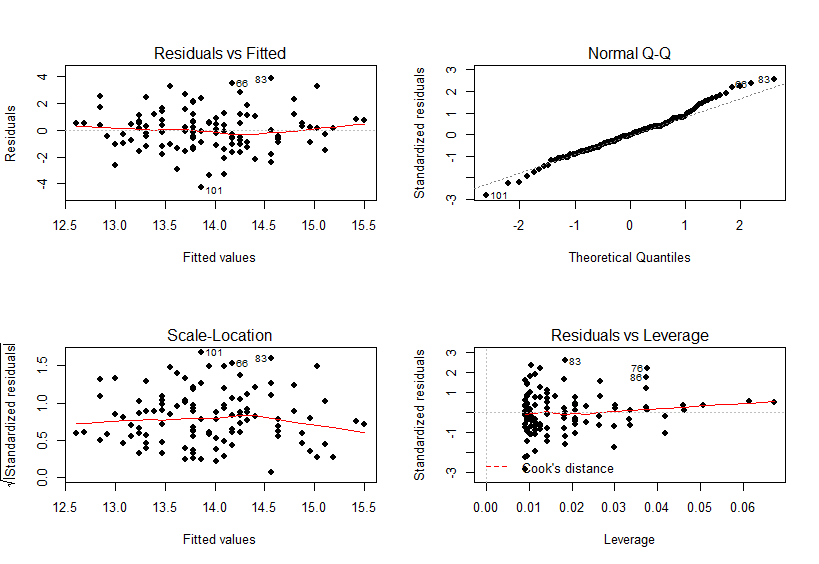 Residuals vs Fitted
Residuals
4
2
0
-2
-4
66
83
101
12.5 13.0 13.5 14.0 14.5 15.0 15.5
Fitted values
Normal Q-Q
Standardized residuals
3
2
1
0
-1
-3
66
83
101
-2 -1 0 1 2
Theoretical Quantiles
Scale-Location
√|Standardized residuals|
1.5
1.0
0.5
0.0
101
66
83
12.5 13.0 13.5 14.0 14.5 15.0 15.5
Fitted values
Residuals vs Leverage
Standardized residuals
3
2
1
0
-1
-3
83
76
86
Cook's distance
0.00 0.01 0.02 0.03 0.04 0.05 0.06
Leverage